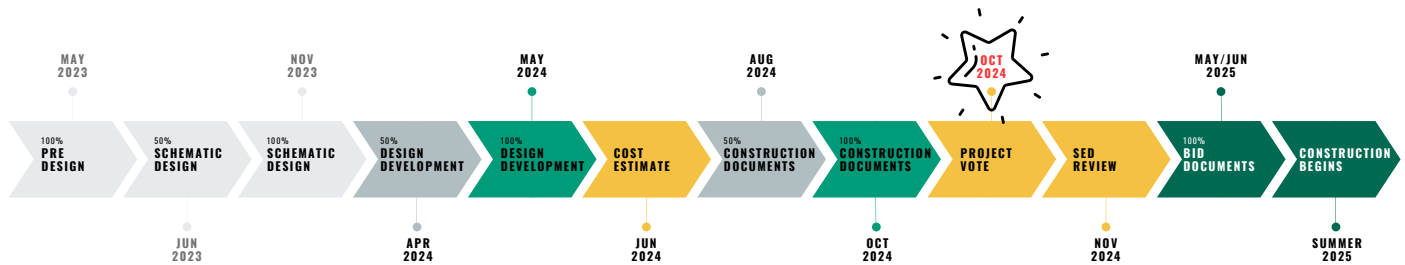 MAY
2023
NOV
2023
MAY
2024
AUG
2024
OCT
2024
MAY/JUN
2025
100%
PRE
DESIGN
50%
SCHEMATIC
DESIGN
100%
SCHEMATIC
DESIGN
50%
DESIGN
DEVELOPMENT
100%
DESIGN
DEVELOPMENT
COST
ESTIMATE
50%
CONSTRUCTION
DOCUMENTS
100%
CONSTRUCTION
DOCUMENTS
PROJECT
VOTE
SED
REVIEW
100%
BID
DOCUMENTS
CONSTRUCTION
BEGINS
JUN
2023
APR
2024
JUN
2024
OCT
2024
NOV
2024
SUMMER
2025